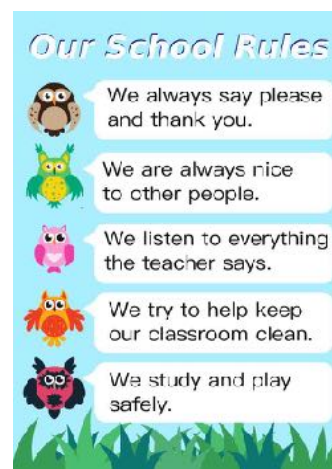 Our School Rules
We always say please
and thank you.
We are always nice
to other people.
We listen to everything
the teacher says.
We try to help keep
our classroom clean.
We study and play
safely.